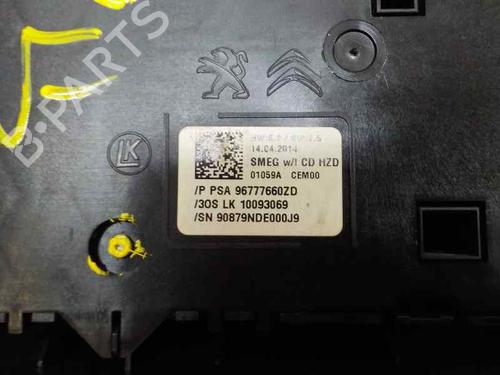 B-PARTS
LK
14.04.2014
SMEG w/I CD HZD
01059A CEM00
/P PSA 96777660ZD
/3OS LK 10093069
/SN 90879NDE000J9